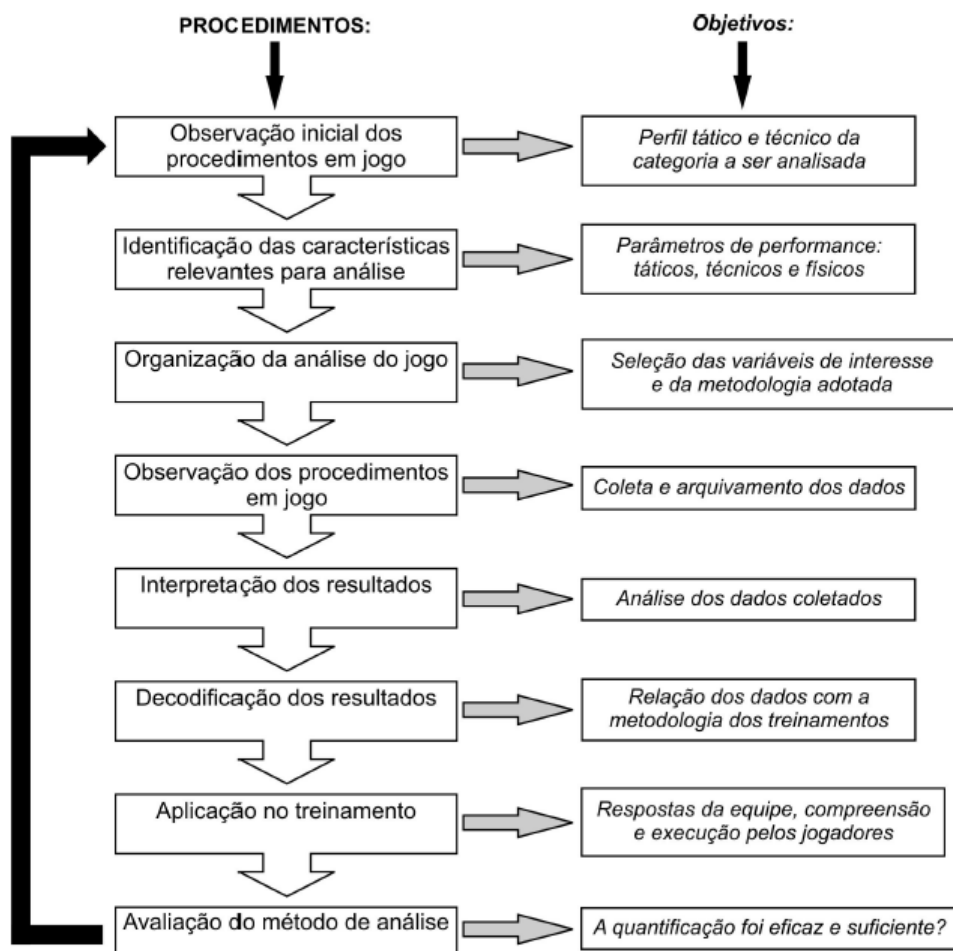 PROCEDIMENTOS:
Objetivos:
Observação inicial dos
procedimentos em jogo
Perfil tático e técnico da
categoria a ser analisada
Identificação das características
relevantes para análise
Parâmetros de performance:
táticos, técnicos e físicos
Organização da análise do jogo
Seleção das variáveis de interesse
e da metodologia adotada
Observação dos procedimentos
em jogo
Coleta e arquivamento dos dados
Interpretação dos resultados
Análise dos dados coletados
Decodificação dos resultados
Relação dos dados com a
metodologia dos treinamentos
Aplicação no treinamento
Respostas da equipe, compreensão
e execução pelos jogadores
Avaliação do método de análise
A quantificação foi eficaz e suficiente?